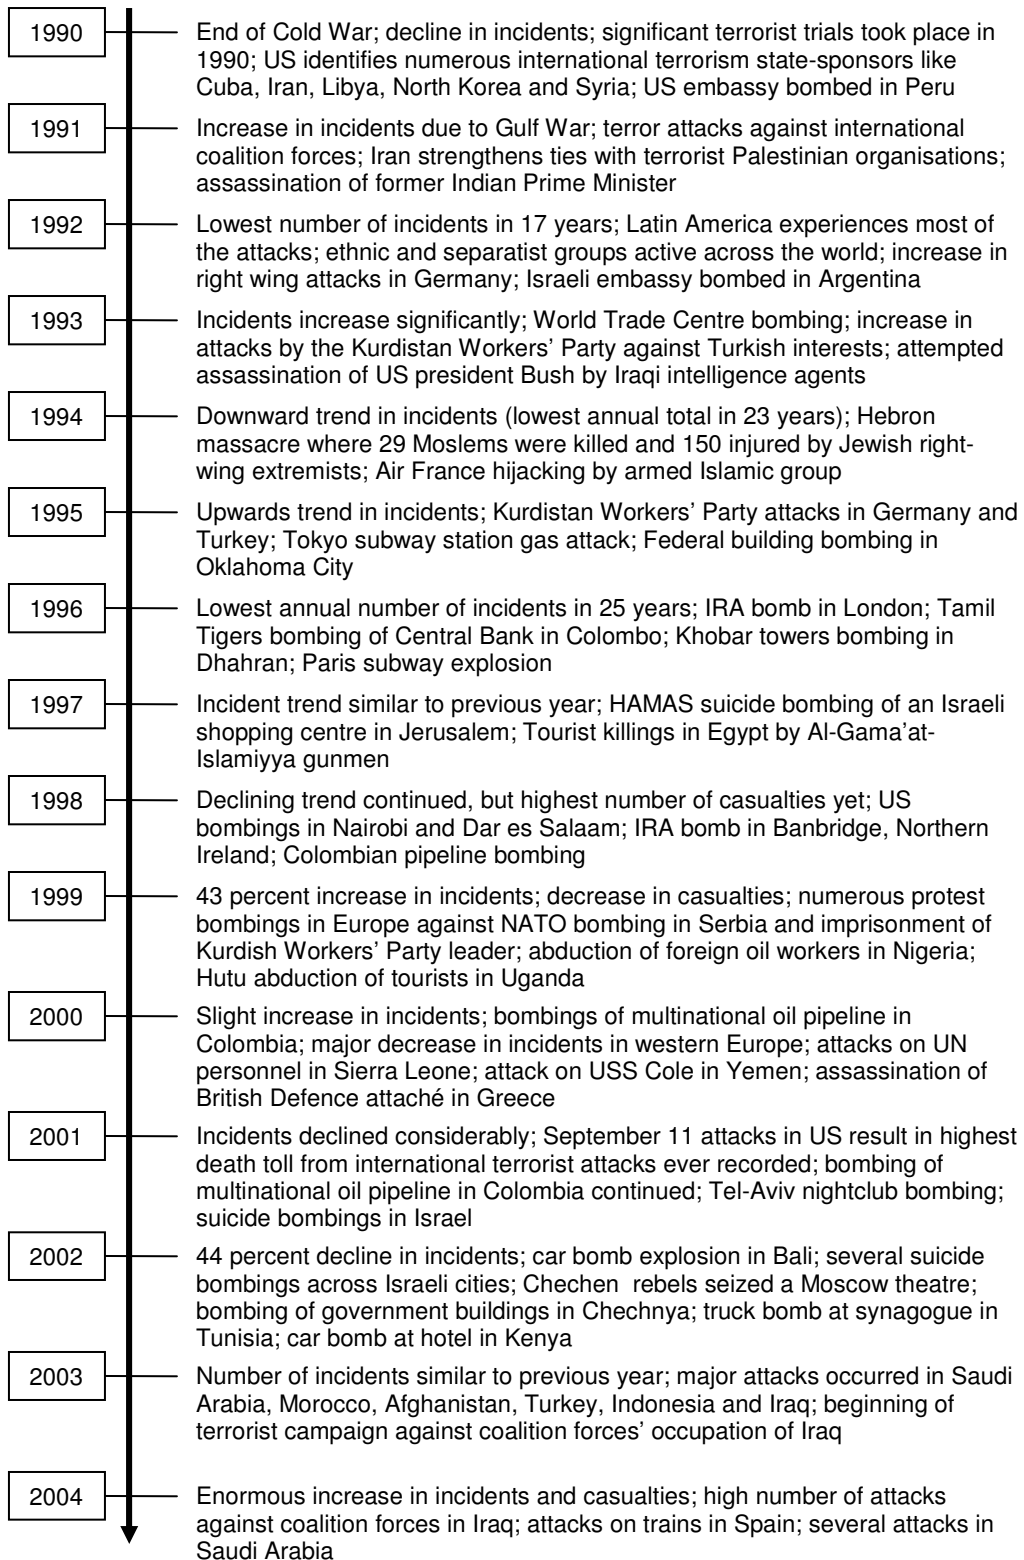 1990
End of Cold War; decline in incidents; significant terrorist trials took place in
1990; US identifies numerous international terrorism state-sponsors like
Cuba, Iran, Libya, North Korea and Syria; US embassy bombed in Peru
1991
Increase in incidents due to Gulf War; terror attacks against international
coalition forces; Iran strengthens ties with terrorist Palestinian organisations;
assassination of former Indian Prime Minister
1992
Lowest number of incidents in 17 years; Latin America experiences most of
the attacks; ethnic and separatist groups active across the world; increase in
right wing attacks in Germany; Israeli embassy bombed in Argentina
1993
Incidents increase significantly; World Trade Centre bombing; increase in
attacks by the Kurdistan Workers’ Party against Turkish interests; attempted
assassination of US president Bush by Iraqi intelligence agents
1994
Downward trend in incidents (lowest annual total in 23 years); Hebron
massacre where 29 Moslems were killed and 150 injured by Jewish right-
wing extremists; Air France hijacking by armed Islamic group
1995
Upwards trend in incidents; Kurdistan Workers’ Party attacks in Germany and
Turkey; Tokyo subway station gas attack; Federal building bombing in
Oklahoma City
1996
Lowest annual number of incidents in 25 years; IRA bomb in London; Tamil
Tigers bombing of Central Bank in Colombo; Khobar towers bombing in
Dhahran; Paris subway explosion
1997
Incident trend similar to previous year; HAMAS suicide bombing of an Israeli
shopping centre in Jerusalem; Tourist killings in Egypt by Al-Gama’at-
Islamiyya gunmen
1998
Declining trend continued, but highest number of casualties yet; US
bombings in Nairobi and Dar es Salaam; IRA bomb in Banbridge, Northern
Ireland; Colombian pipeline bombing
1999
43 percent increase in incidents; decrease in casualties; numerous protest
bombings in Europe against NATO bombing in Serbia and imprisonment of
Kurdish Workers’ Party leader; abduction of foreign oil workers in Nigeria;
Hutu abduction of tourists in Uganda
2000
Slight increase in incidents; bombings of multinational oil pipeline in
Colombia; major decrease in incidents in western Europe; attacks on UN
personnel in Sierra Leone; attack on USS Cole in Yemen; assassination of
British Defence attaché in Greece
2001
Incidents declined considerably; September 11 attacks in US result in highest
death toll from international terrorist attacks ever recorded; bombing of
multinational oil pipeline in Colombia continued; Tel-Aviv nightclub bombing;
suicide bombings in Israel
2002
44 percent decline in incidents; car bomb explosion in Bali; several suicide
bombings across Israeli cities; Chechen rebels seized a Moscow theatre;
bombing of government buildings in Chechnya; truck bomb at synagogue in
Tunisia; car bomb at hotel in Kenya
2003
Number of incidents similar to previous year; major attacks occurred in Saudi
Arabia, Morocco, Afghanistan, Turkey, Indonesia and Iraq; beginning of
terrorist campaign against coalition forces’ occupation of Iraq
2004
Enormous increase in incidents and casualties; high number of attacks
against coalition forces in Iraq; attacks on trains in Spain; several attacks in
Saudi Arabia